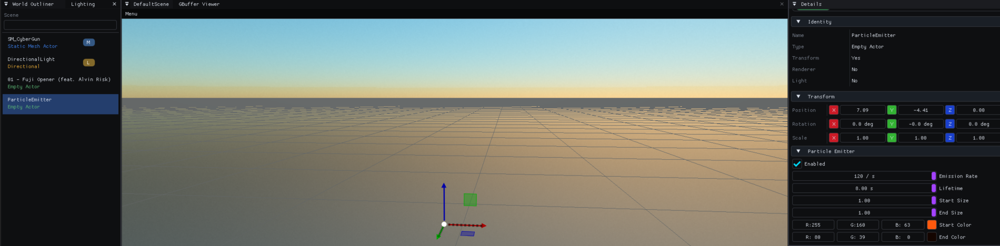 World Outliner
Lighting
Scene
SM_CyberGun
Static Mesh Actor
M
DirectionalLight
Directional
L
01 - Fuji Opener (feat. Alvin Risk)
Empty Actor
ParticleEmitter
Empty Actor
DefaultScene
GBuffer Viewer
Menu
Details
Identity
Name ParticleEmitter
Type Empty Actor
Transform Yes
Renderer No
Light No
Transform
Position X 7.09 Y -4.41 Z 0.00
Rotation X 0.0 deg Y -0.0 deg Z 0.0 deg
Scale X 1.00 Y 1.00 Z 1.00
Particle Emitter
Enabled
120 / s Emission Rate
8.00 s Lifetime
1.00 Start Size
1.00 End Size
R:255 G:160 B: 63 Start Color
R: 80 G: 39 B: 0 End Color